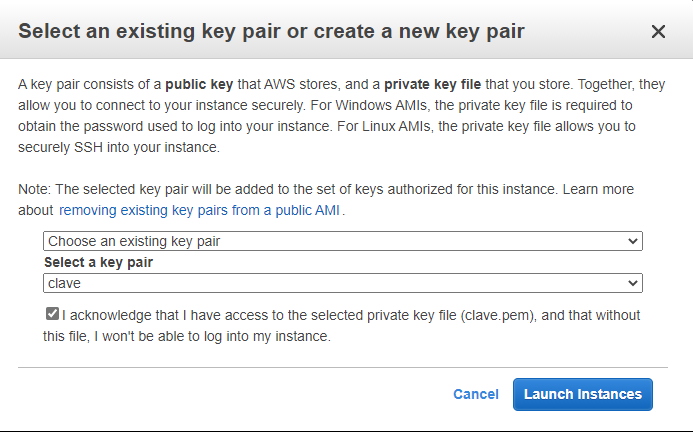 Select an existing key pair or create a new key pair
A key pair consists of a public key that AWS stores, and a private key file that you store. Together, they
allow you to connect to your instance securely. For Windows AMIs, the private key file is required to
obtain the password used to log into your instance. For Linux AMIs, the private key file allows you to
securely SSH into your instance.
Note: The selected key pair will be added to the set of keys authorized for this instance. Learn more
about removing existing key pairs from a public AMI .
Choose an existing key pair
Select a key pair
clave
I acknowledge that I have access to the selected private key file (clave.pem), and that without
this file, I won't be able to log into my instance.
Cancel Launch Instances